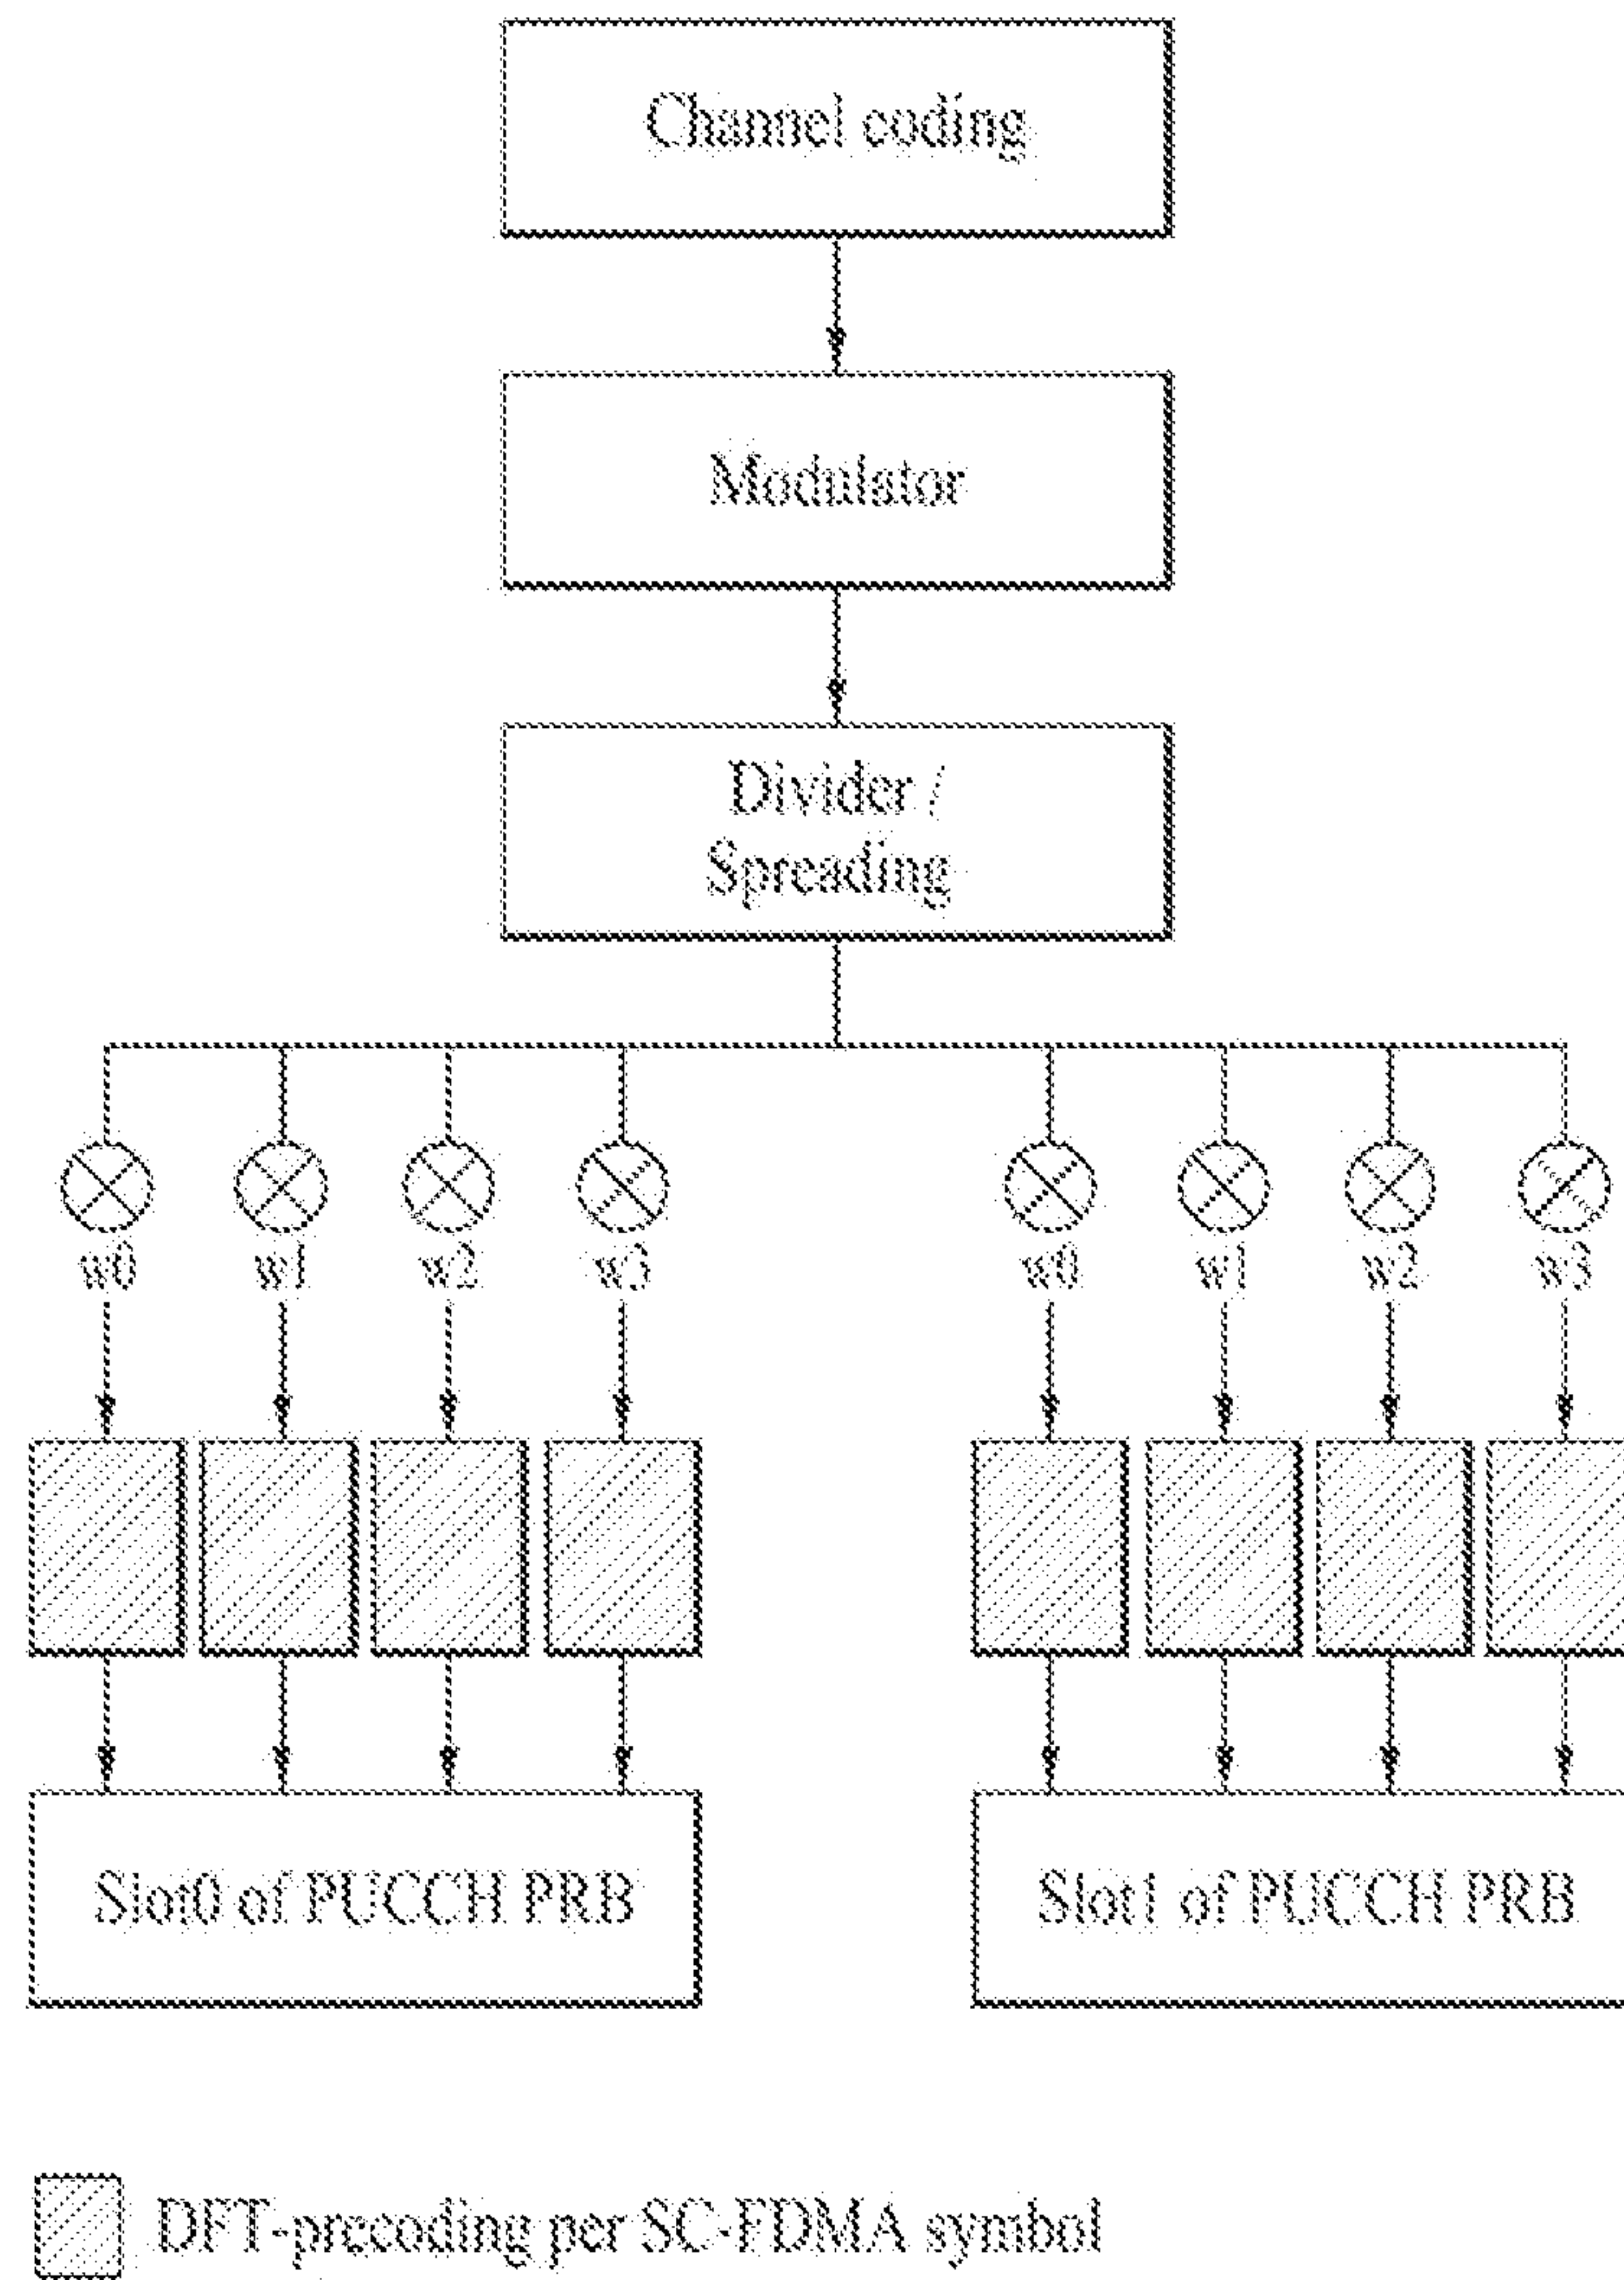 Channel coding
Modulator
Divider /
Spreading
w0 w1 w2 w3 w0 w1 w2 w3
Slot0 of PUCCH PRB Slot1 of PUCCH PRB
DFT-precoding per SC-FDMA symbol